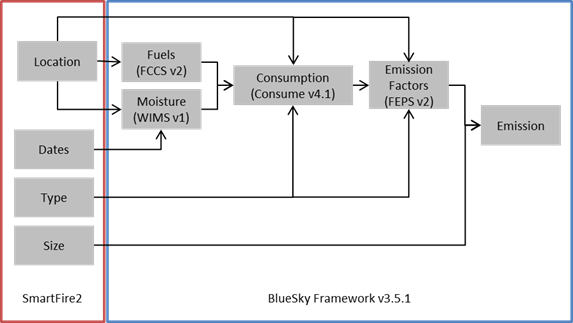 Location
Fuels
(FCCS v2)
Moisture
(WIMS v1)
Consumption
(Consume v4.1)
Emission
Factors
(FEPS v2)
Emission
Dates
Type
Size
SmartFire2
BlueSky Framework v3.5.1